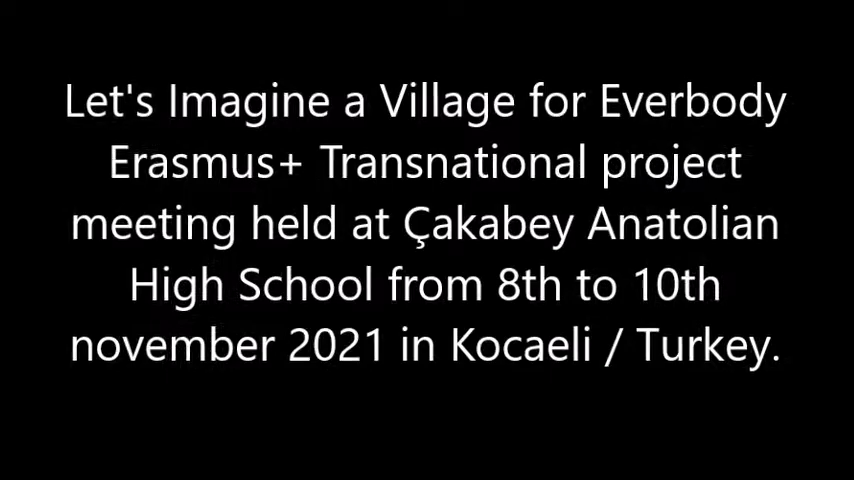 Let's Imagine a Village for Everbody
Erasmus+ Transnational project
meeting held at Çakabey Anatolian
High School from 8th to 10th
november 2021 in Kocaeli / Turkey.